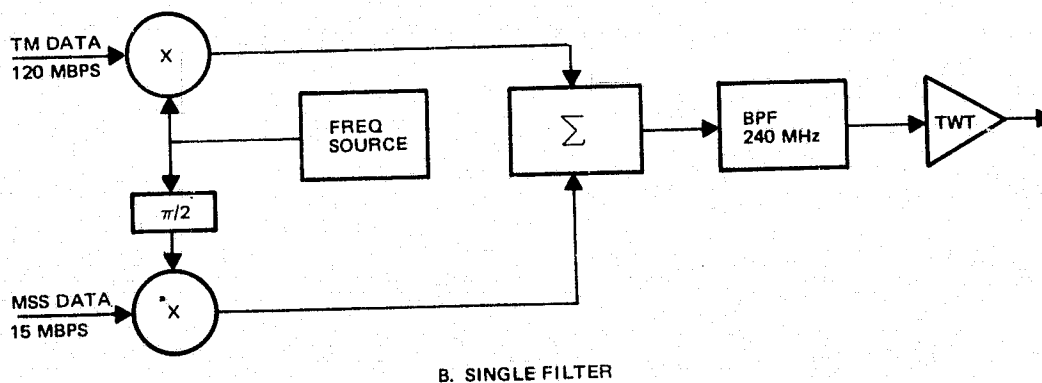 TM DATA
120 MBPS
X
FREQ
SOURCE
Σ
BPF
240 MHz
TWT
π/2
MSS DATA
15 MBPS
X
B. SINGLE FILTER